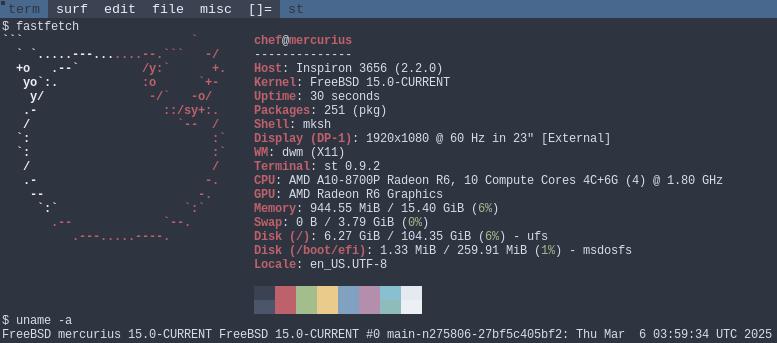 term surf edit file misc []= st
$ fastfetch
chef@mercurius
--------------
Host: Inspiron 3656 (2.2.0)
Kernel: FreeBSD 15.0-CURRENT
Uptime: 30 seconds
Packages: 251 (pkg)
Shell: mksh
Display (DP-1): 1920x1080 @ 60 Hz in 23" [External]
WM: dwm (X11)
Terminal: st 0.9.2
CPU: AMD A10-8700P Radeon R6, 10 Compute Cores 4C+6G (4) @ 1.80 GHz
GPU: AMD Radeon R6 Graphics
Memory: 944.55 MiB / 15.40 GiB (6%)
Swap: 0 B / 3.79 GiB (0%)
Disk (/): 6.27 GiB / 104.35 GiB (6%) - ufs
Disk (/boot/efi): 1.33 MiB / 259.91 MiB (1%) - msdosfs
Locale: en_US.UTF-8
$ uname -a
FreeBSD mercurius 15.0-CURRENT FreeBSD 15.0-CURRENT #0 main-n275806-27bf5c405bf2: Thu Mar  6 03:59:34 UTC 2025